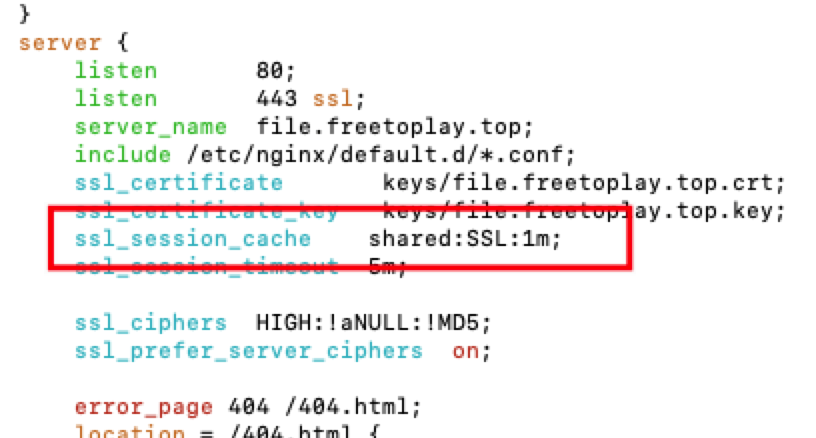 }
server {
listen 80;
listen 443 ssl;
server_name file.freetoplay.top;
include /etc/nginx/default.d/*.conf;
ssl_certificate keys/file.freetoplay.top.crt;
ssl_certificate_key keys/file.freetoplay.top.key;
ssl_session_cache shared:SSL:1m;
ssl_session_timeout 5m;
ssl_ciphers HIGH:!aNULL:!MD5;
ssl_prefer_server_ciphers on;
error_page 404 /404.html;
location = /404.html {